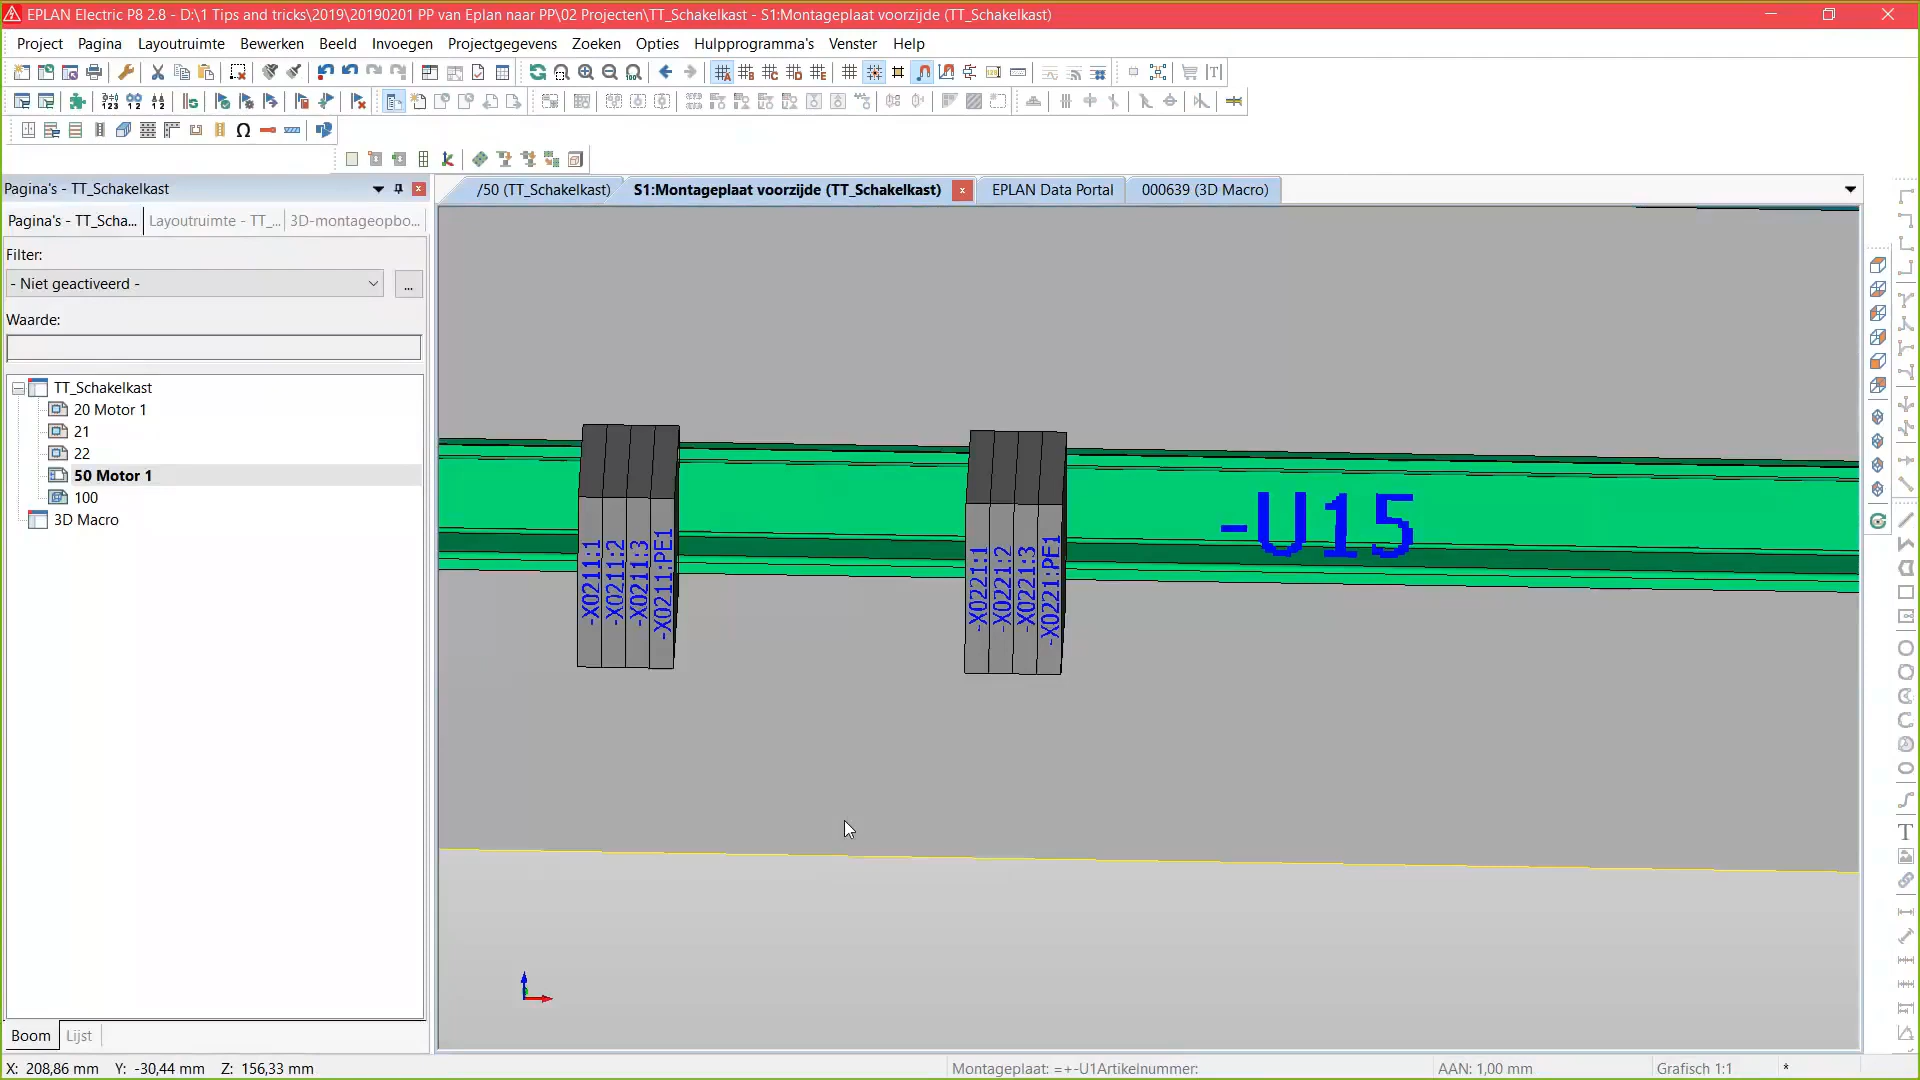 EPLAN Electric P8 2.8 - D:\1 Tips and tricks\2019\20190201 PP van Eplan naar PP\02 Projecten\TT_Schakelkast - S1:Montageplaat voorzijde (TT_Schakelkast)
Project Pagina Layoutruimte Bewerken Beeld Invoegen Projectgegevens Zoeken Opties Hulpprogramma's Venster Help
Pagina's - TT_Schakelkast
/50 (TT_Schakelkast) S1:Montageplaat voorzijde (TT_Schakelkast) EPLAN Data Portal 000639 (3D Macro)
Pagina's - TT_Scha... Layoutruimte - TT_... 3D-montageopbo...
Filter:
- Niet geactiveerd -
...
Waarde:
TT_Schakelkast
20 Motor 1
21
22
50 Motor 1
100
3D Macro
-X0211:1
-X0211:2
-X0211:3
-X0211:PE1
-X0221:1
-X0221:2
-X0221:3
-X0221:PE1
-U15
Boom Lijst
X: 208,86 mm Y: -30,44 mm Z: 156,33 mm Montageplaat: =+-U1Artikelnummer: AAN: 1,00 mm Grafisch 1:1 *